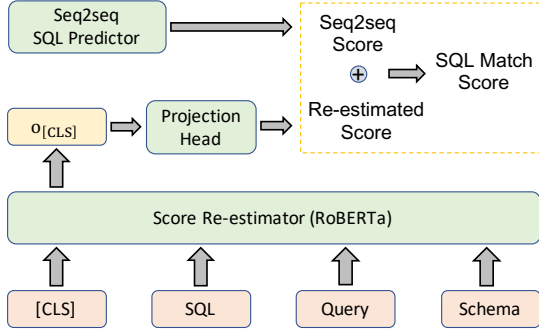 Seq2seq
SQL Predictor
Seq2seq
Score
+
SQL Match
Score
Re-estimated
Score
o[CLS]
Projection
Head
Score Re-estimator (RoBERTa)
[CLS]
SQL
Query
Schema